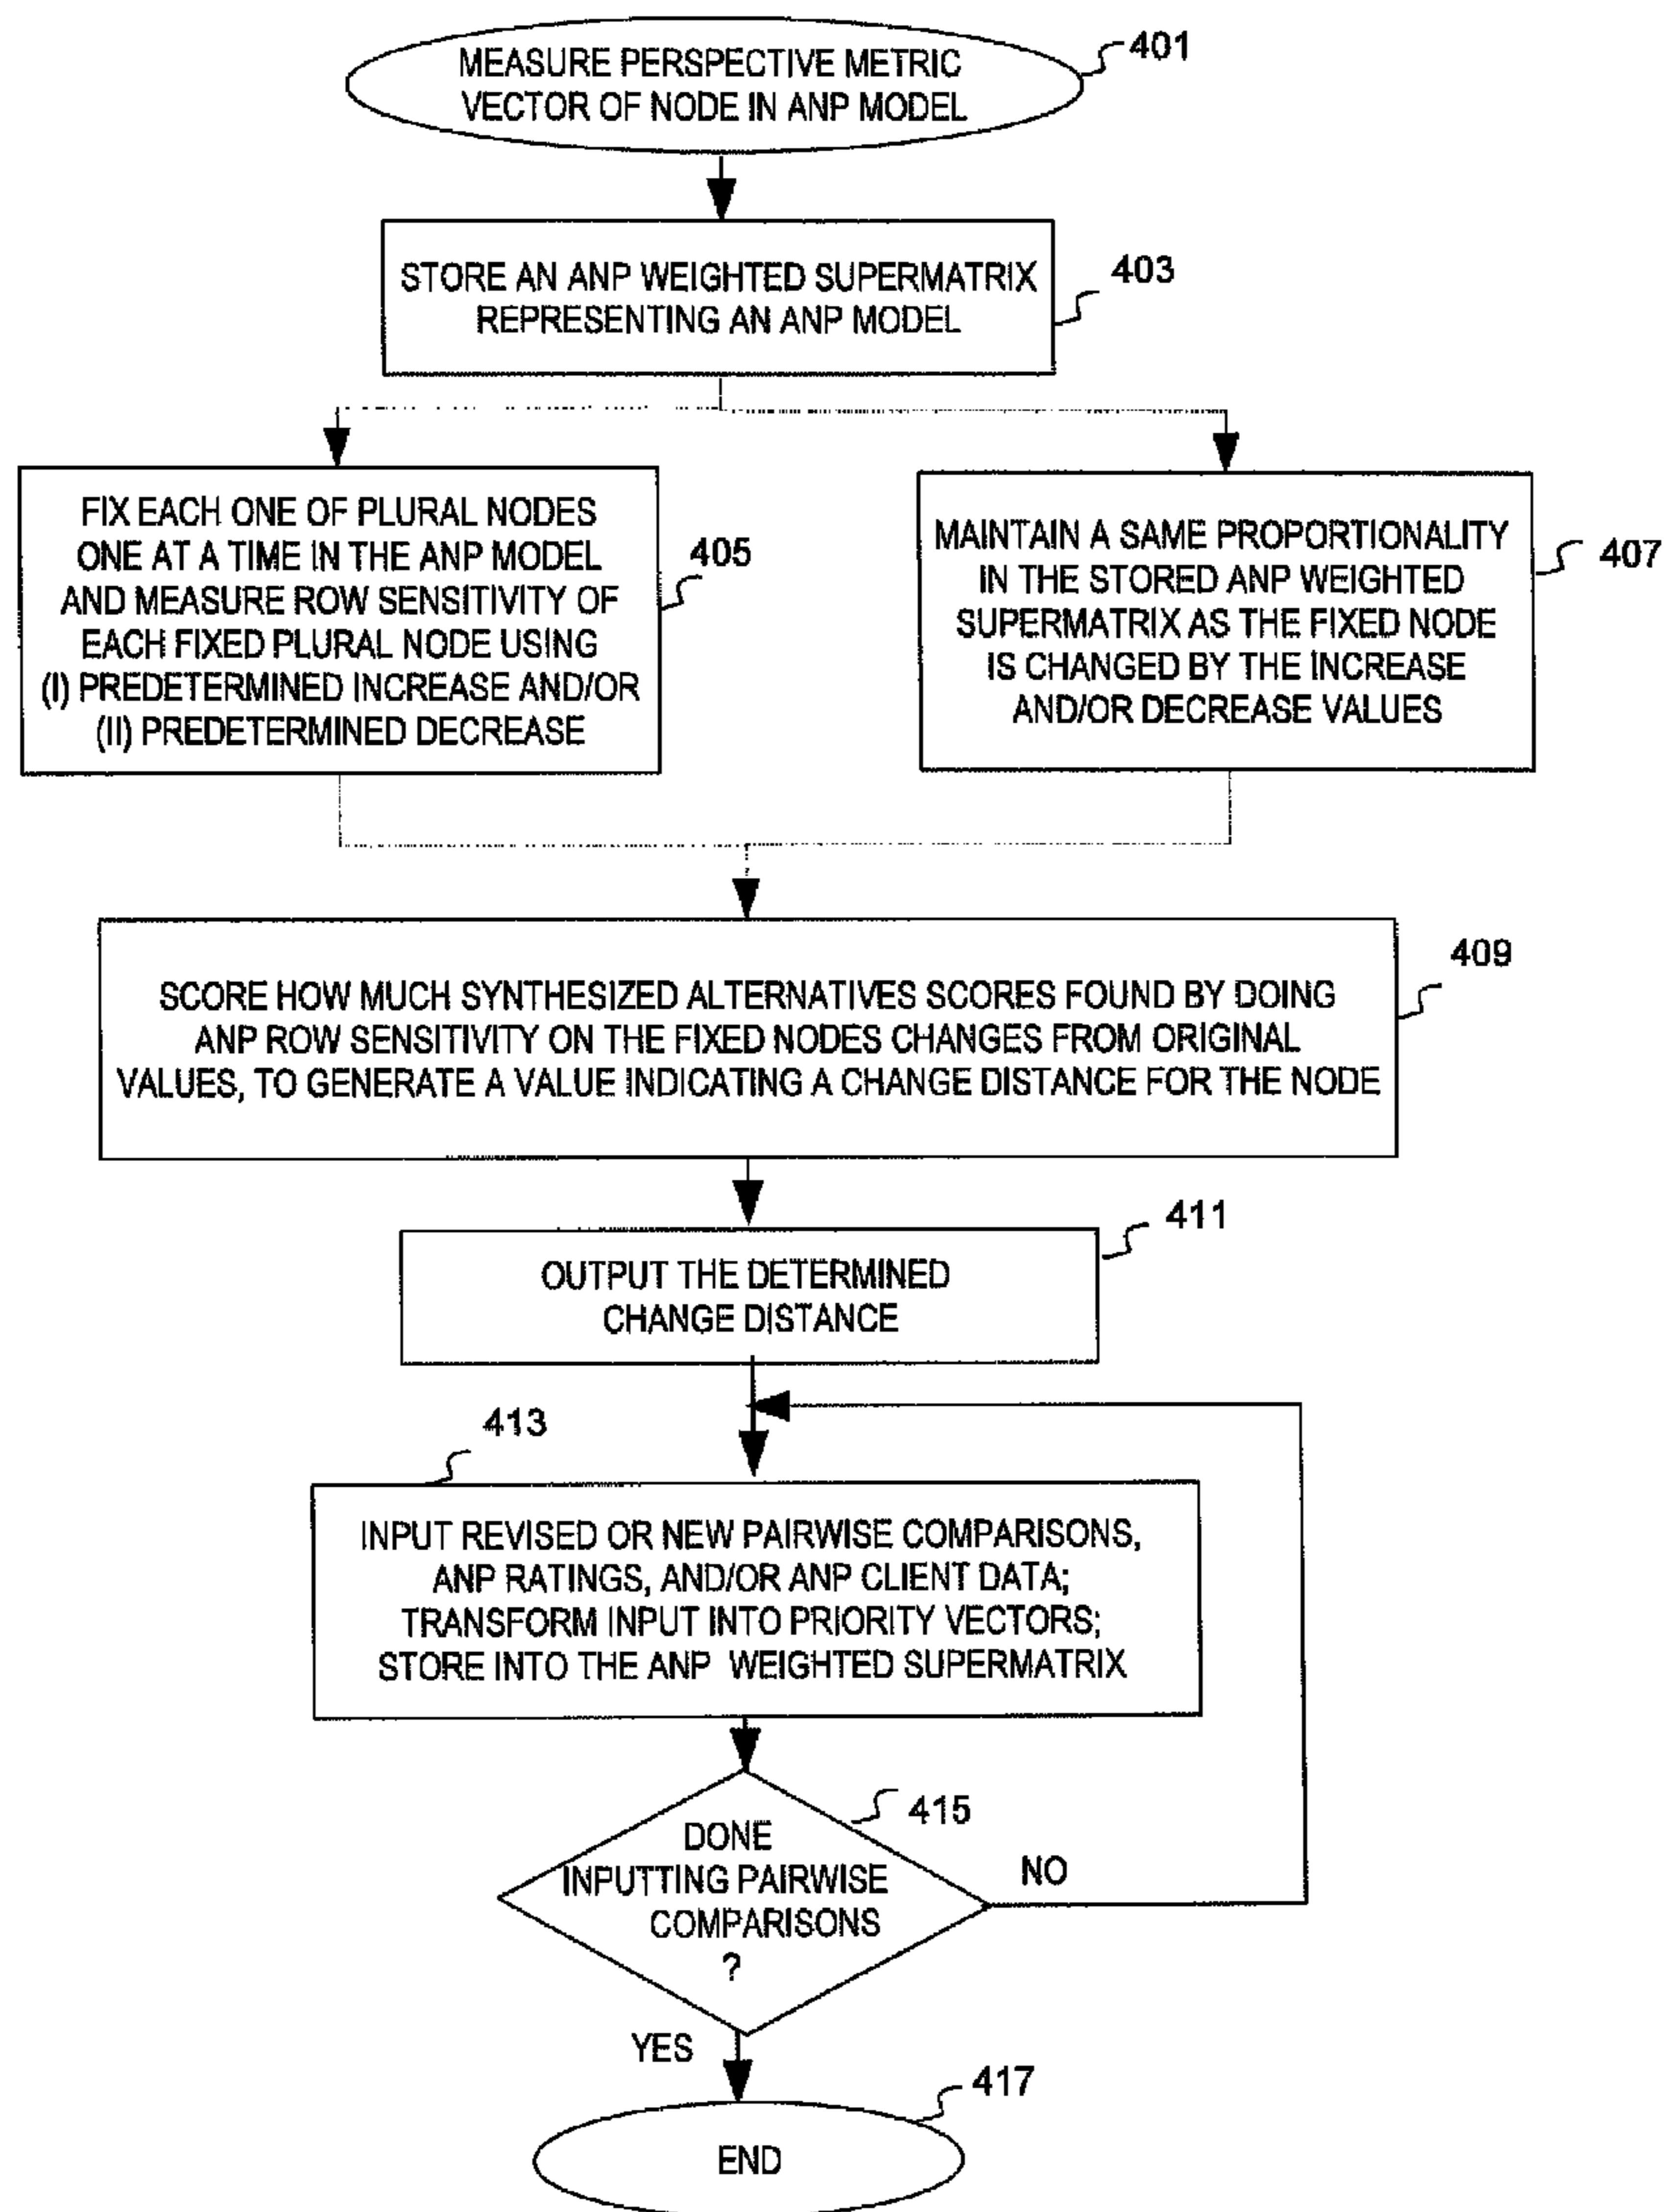 MEASURE PERSPECTIVE METRIC
VECTOR OF NODE IN ANP MODEL
401
STORE AN ANP WEIGHTED SUPERMATRIX
REPRESENTING AN ANP MODEL
403
FIX EACH ONE OF PLURAL NODES
ONE AT A TIME IN THE ANP MODEL
AND MEASURE ROW SENSITIVITY OF
EACH FIXED PLURAL NODE USING
(I) PREDETERMINED INCREASE AND/OR
(II) PREDETERMINED DECREASE
405
MAINTAIN A SAME PROPORTIONALITY
IN THE STORED ANP WEIGHTED
SUPERMATRIX AS THE FIXED NODE
IS CHANGED BY THE INCREASE
AND/OR DECREASE VALUES
407
SCORE HOW MUCH SYNTHESIZED ALTERNATIVES SCORES FOUND BY DOING
ANP ROW SENSITIVITY ON THE FIXED NODES CHANGES FROM ORIGINAL
VALUES, TO GENERATE A VALUE INDICATING A CHANGE DISTANCE FOR THE NODE
409
OUTPUT THE DETERMINED
CHANGE DISTANCE
411
413
INPUT REVISED OR NEW PAIRWISE COMPARISONS,
ANP RATINGS, AND/OR ANP CLIENT DATA;
TRANSFORM INPUT INTO PRIORITY VECTORS;
STORE INTO THE ANP WEIGHTED SUPERMATRIX
DONE
INPUTTING PAIRWISE
COMPARISONS
?
415
NO
YES
417
END